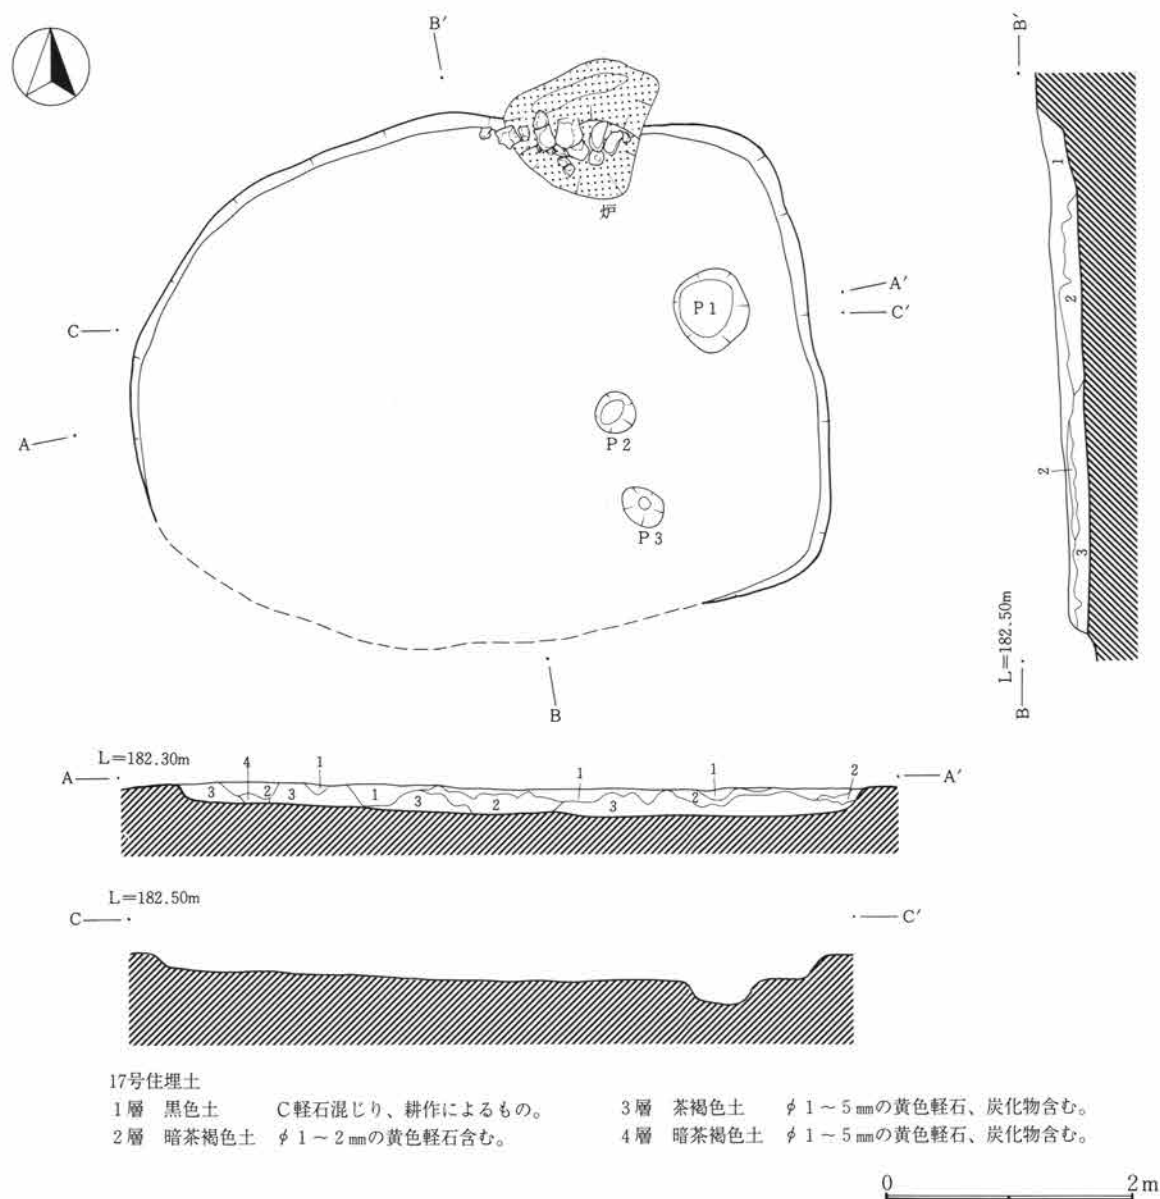 B′
B′
炉
A′
P1
C′
C
1
2
A
P2
2
P3
3
L=182.50m
B
B
L=182.30m
4
1
1
1
2
A
A′
3
2
3
1
3
2
3
2
L=182.50m
C
C′
17号住埋土
1層 黒色土 C軽石混じり、耕作によるもの。
2層 暗茶褐色土 φ1～2㎜の黄色軽石含む。
3層 茶褐色土 φ1～5㎜の黄色軽石、炭化物含む。
4層 暗茶褐色土 φ1～5㎜の黄色軽石、炭化物含む。
0 2m